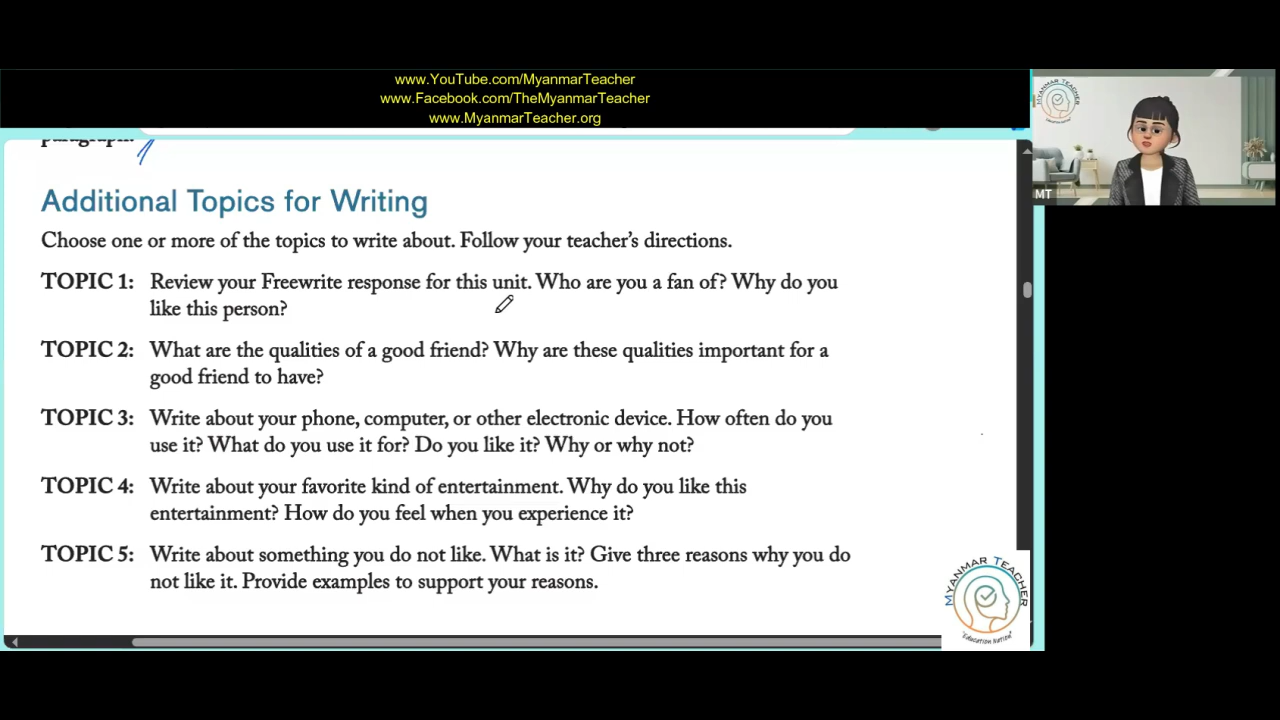 www.YouTube.com/MyanmarTeacher
www.Facebook.com/TheMyanmarTeacher
www.MyanmarTeacher.org
MYANMAR TEACHER
MT
paragraph.
Additional Topics for Writing
Choose one or more of the topics to write about. Follow your teacher's directions.
TOPIC 1: Review your Freewrite response for this unit. Who are you a fan of? Why do you
like this person?
TOPIC 2: What are the qualities of a good friend? Why are these qualities important for a
good friend to have?
TOPIC 3: Write about your phone, computer, or other electronic device. How often do you
use it? What do you use it for? Do you like it? Why or why not?
TOPIC 4: Write about your favorite kind of entertainment. Why do you like this
entertainment? How do you feel when you experience it?
TOPIC 5: Write about something you do not like. What is it? Give three reasons why you do
not like it. Provide examples to support your reasons.
MYANMAR TEACHER
"Education Nation"